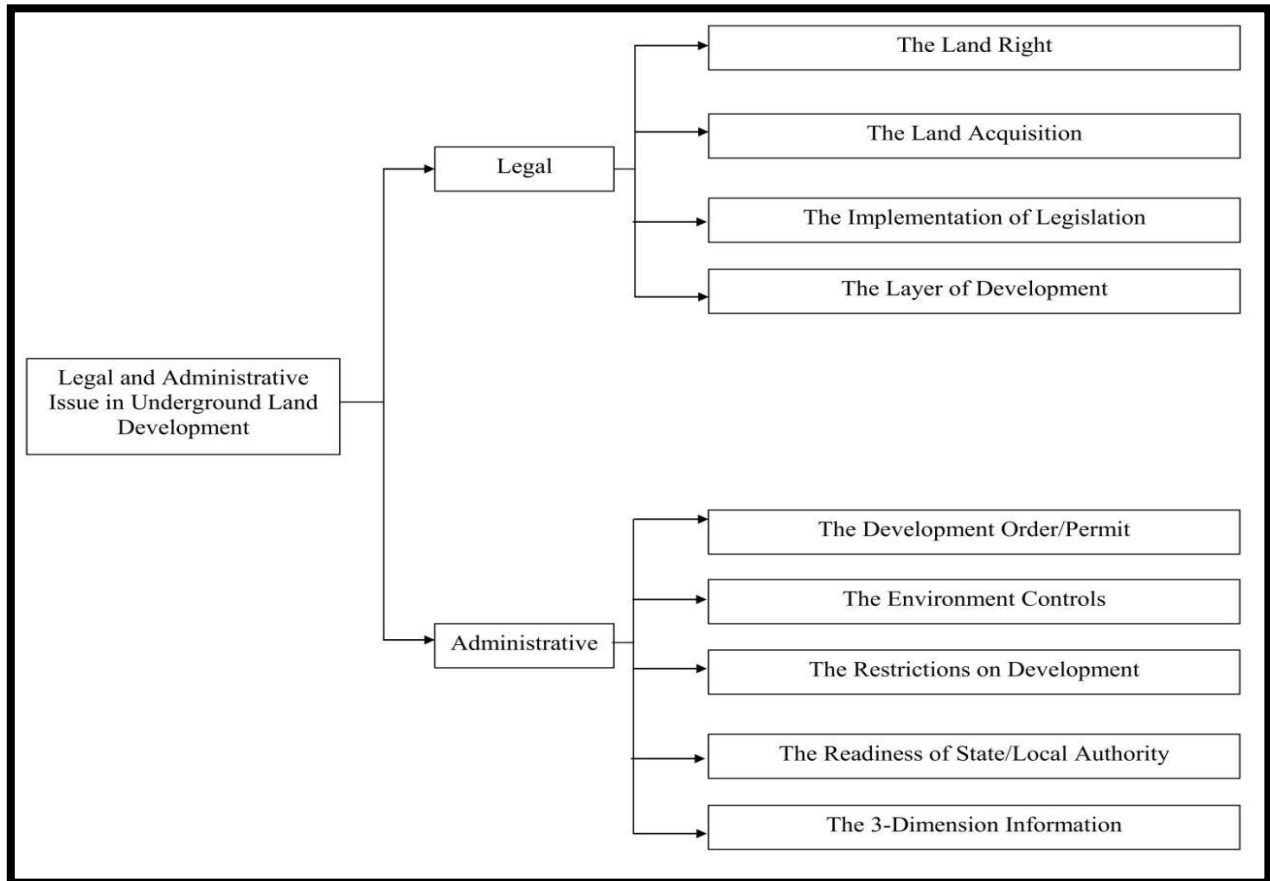 The Land Right
The Land Acquisition
Legal
The Implementation of Legislation
The Layer of Development
Legal and Administrative
Issue in Underground Land
Development
The Development Order/Permit
The Environment Controls
Administrative
The Restrictions on Development
The Readiness of State/Local Authority
The 3-Dimension Information